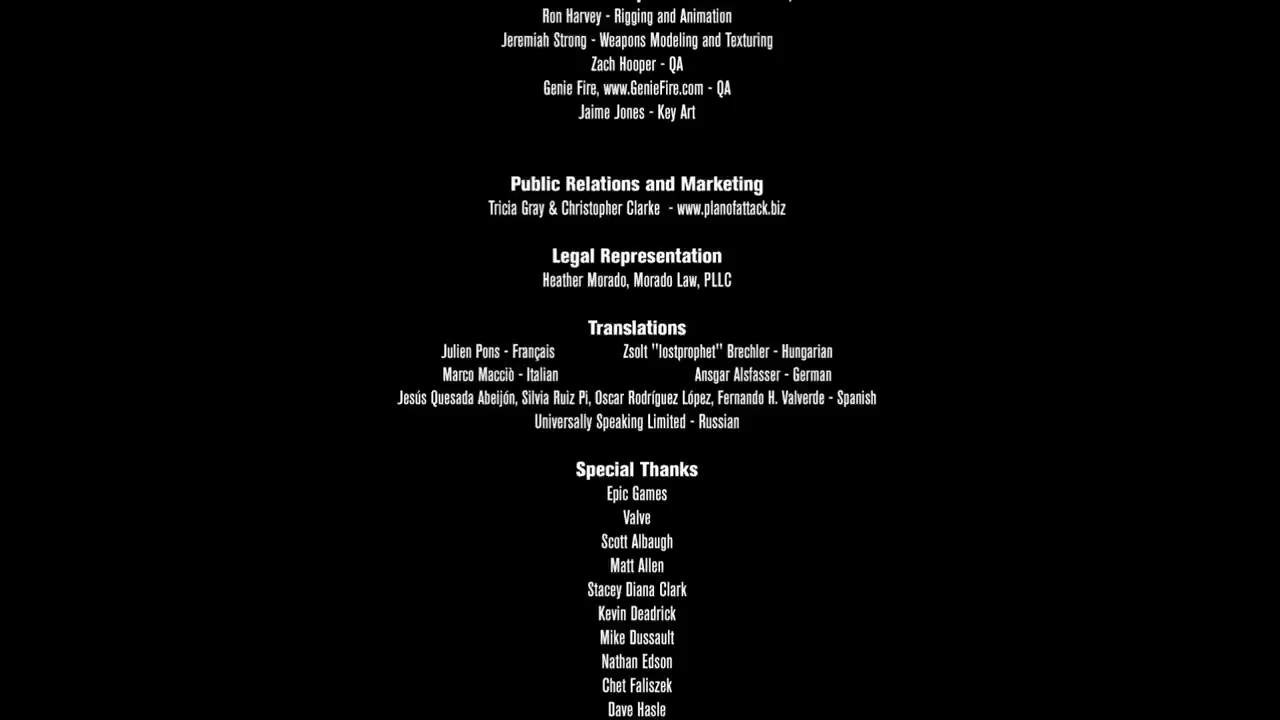 Ron Harvey - Rigging and Animation
Jeremiah Strong - Weapons Modeling and Texturing
Zach Hooper - QA
Genie Fire, www.GenieFire.com - QA
Jaime Jones - Key Art
Public Relations and Marketing
Tricia Gray & Christopher Clarke - www.planofattack.biz
Legal Representation
Heather Morado, Morado Law, PLLC
Translations
Julien Pons - Français Zsolt "lostprophet" Brechler - Hungarian
Marco Macciò - Italian Ansgar Alsfasser - German
Jesús Quesada Abeijón, Silvia Ruiz Pi, Oscar Rodríguez López, Fernando H. Valverde - Spanish
Universally Speaking Limited - Russian
Special Thanks
Epic Games
Valve
Scott Albaugh
Matt Allen
Stacey Diana Clark
Kevin Deadrick
Mike Dussault
Nathan Edson
Chet Faliszek
Dave Hasle